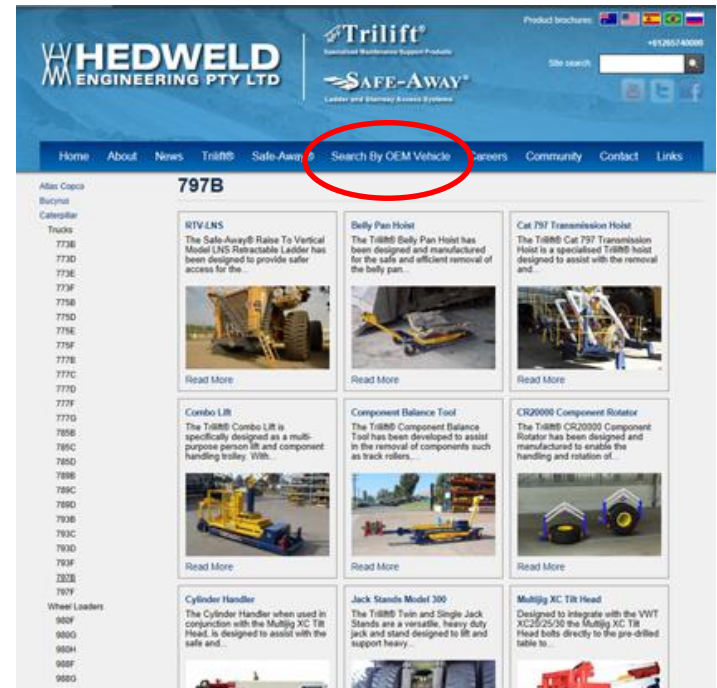 Product brochures:
+61265740000
Site search:
HEDWELD
ENGINEERING PTY LTD
Trilift®
Specialised Maintenance Support Products
SAFE-AWAY®
Ladder and Stairway Access Systems
Home About News Trilift® Safe-Away® Search By OEM Vehicle Careers Community Contact Links
Atlas Copco
Bucyrus
Caterpillar
Trucks
773B
773D
773E
773F
775B
775D
775E
775F
777B
777C
777D
777F
777G
785B
785C
785D
789B
789C
789D
793B
793C
793D
793F
797B
797F
Wheel Loaders
980F
980G
980H
988F
988G
797B
RTV-LNS
The Safe-Away® Raise To Vertical
Model LNS Retractable Ladder has
been designed to provide safer
access for the...
Read More
Belly Pan Hoist
The Trilift® Belly Pan Hoist has
been designed and manufactured
for the safe and efficient removal of
the belly pan...
Read More
Cat 797 Transmission Hoist
The Trilift® Cat 797 Transmission
Hoist is a specialised Trilift® hoist
designed to assist with the removal
and...
Read More
Combo Lift
The Trilift® Combo Lift is
specifically designed as a multi-
purpose person lift and component
handling trolley. With...
Read More
Component Balance Tool
The Trilift® Component Balance
Tool has been developed to assist
in the removal of components such
as track rollers,...
Read More
CR20000 Component Rotator
The Trilift® CR20000 Component
Rotator has been designed and
manufactured to enable the
handling and rotation of...
Read More
Cylinder Handler
The Cylinder Handler when used in
conjunction with the Multijig XC Tilt
Head, is designed to assist with the
safe and...
Jack Stands Model 300
The Trilift® Twin and Single Jack
Stands are a versatile, heavy duty
jack and stand designed to lift and
support heavy...
Multijig XC Tilt Head
Designed to integrate with the VWT
XC20/25/30 the Multijig XC Tilt
Head bolts directly to the pre-drilled
table to...